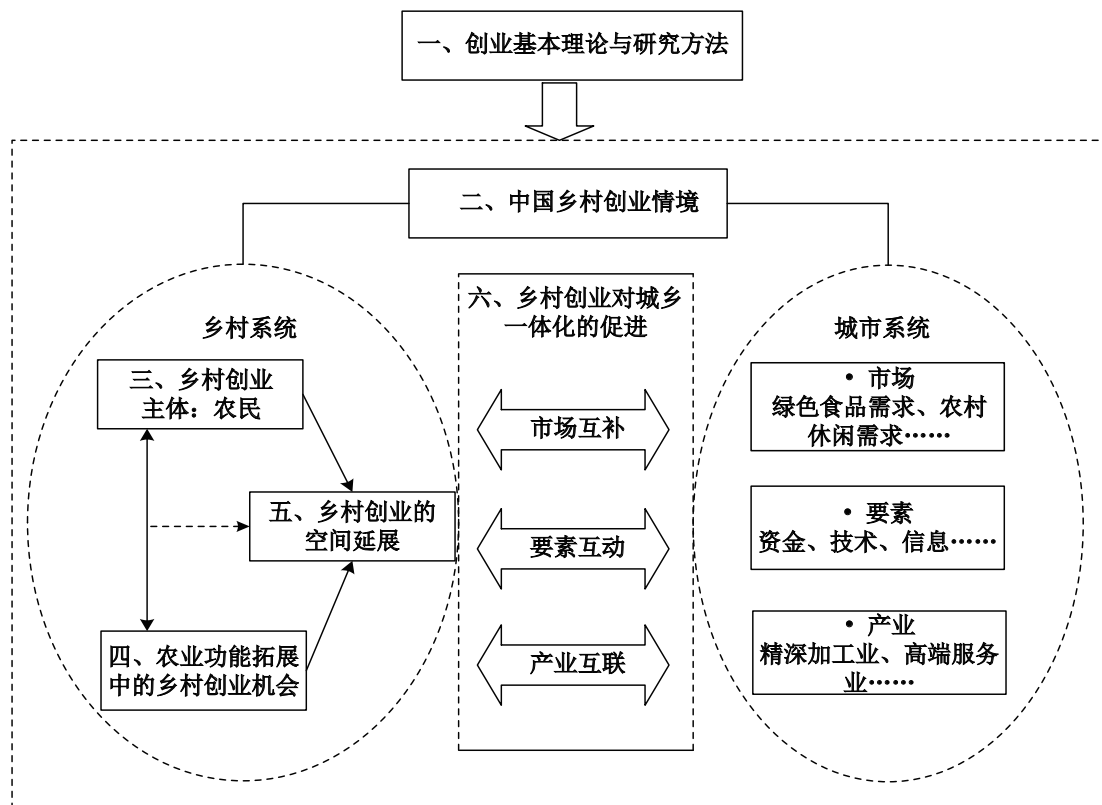 一、创业基本理论与研究方法
二、中国乡村创业情境
乡村系统
三、乡村创业
主体：农民
五、乡村创业的
空间延展
四、农业功能拓展
中的乡村创业机会
六、乡村创业对城乡
一体化的促进
市场互补
要素互动
产业互联
城市系统
• 市场
绿色食品需求、农村
休闲需求……
• 要素
资金、技术、信息……
• 产业
精深加工业、高端服务
业……